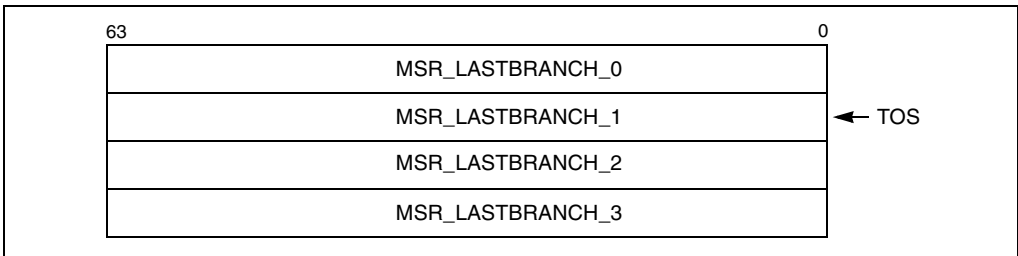 63 0
MSR_LASTBRANCH_0
MSR_LASTBRANCH_1 TOS
MSR_LASTBRANCH_2
MSR_LASTBRANCH_3